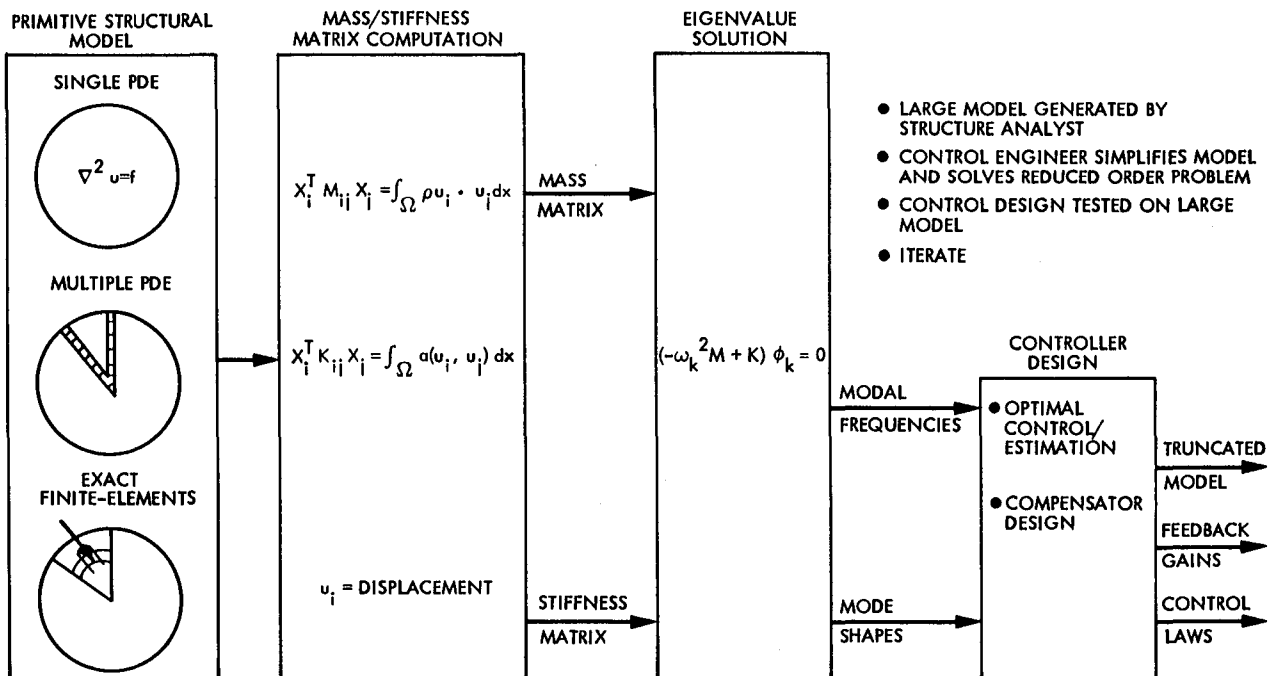 PRIMITIVE STRUCTURAL
MODEL
SINGLE PDE
∇² u=f
MULTIPLE PDE
EXACT
FINITE-ELEMENTS
MASS/STIFFNESS
MATRIX COMPUTATION
X_i^T M_ij X_j = ∫_Ω ρu_i · u_j dx
X_i^T K_ij X_j = ∫_Ω a(u_i, u_j) dx
u_i = DISPLACEMENT
MASS
MATRIX
STIFFNESS
MATRIX
EIGENVALUE
SOLUTION
(-ω_k² M + K) ϕ_k = 0
MODAL
FREQUENCIES
MODE
SHAPES
● LARGE MODEL GENERATED BY
STRUCTURE ANALYST
● CONTROL ENGINEER SIMPLIFIES MODEL
AND SOLVES REDUCED ORDER PROBLEM
● CONTROL DESIGN TESTED ON LARGE
MODEL
● ITERATE
CONTROLLER
DESIGN
● OPTIMAL
CONTROL/
ESTIMATION
● COMPENSATOR
DESIGN
TRUNCATED
MODEL
FEEDBACK
GAINS
CONTROL
LAWS